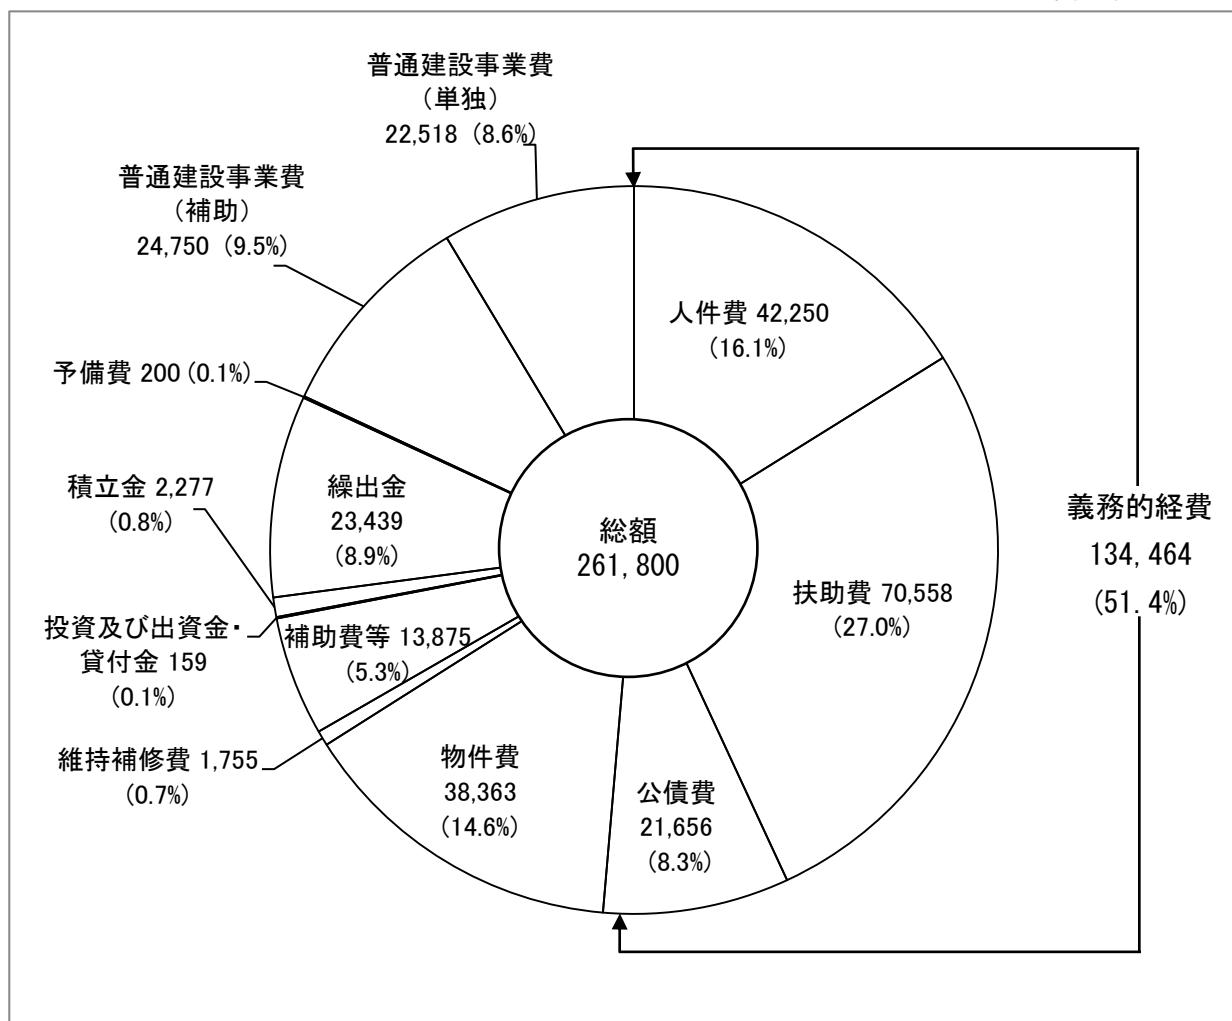 普通建設事業費
（単独）
22,518（8.6%）
普通建設事業費
（補助）
24,750（9.5%）
予備費 200（0.1%）
積立金 2,277
（0.8%）
投資及び出資金・
貸付金 159
（0.1%）
維持補修費 1,755
（0.7%）
人件費 42,250
（16.1%）
扶助費 70,558
（27.0%）
公債費
21,656
（8.3%）
物件費
38,363
（14.6%）
補助費等 13,875
（5.3%）
繰出金
23,439
（8.9%）
総額
261,800
義務的経費
134,464
（51.4%）